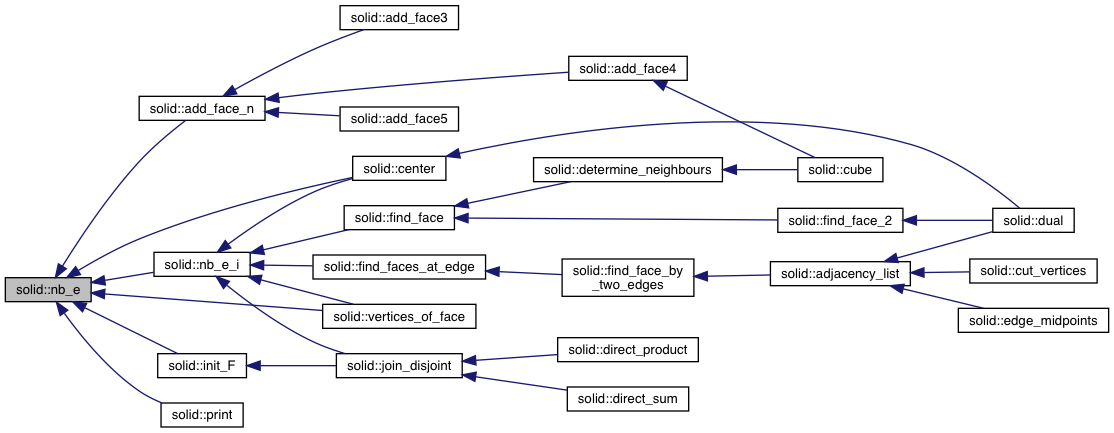 solid::add_face3
solid::add_face4
solid::add_face_n
solid::add_face5
solid::center
solid::determine_neighbours
solid::cube
solid::find_face
solid::find_face_2
solid::dual
solid::nb_e_i
solid::find_faces_at_edge
solid::find_face_by
_two_edges
solid::adjacency_list
solid::cut_vertices
solid::nb_e
solid::vertices_of_face
solid::edge_midpoints
solid::init_F
solid::join_disjoint
solid::direct_product
solid::direct_sum
solid::print